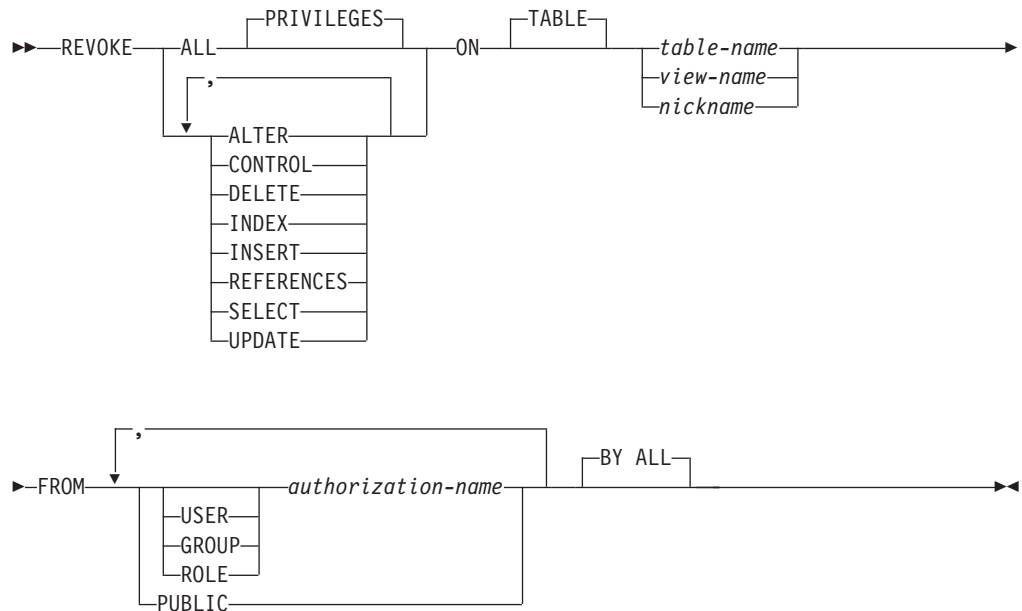 PRIVILEGES TABLE
REVOKE ALL ON table-name
, view-name
nickname
ALTER
CONTROL
DELETE
INDEX
INSERT
REFERENCES
SELECT
UPDATE
,
BY ALL
FROM authorization-name
USER
GROUP
ROLE
PUBLIC